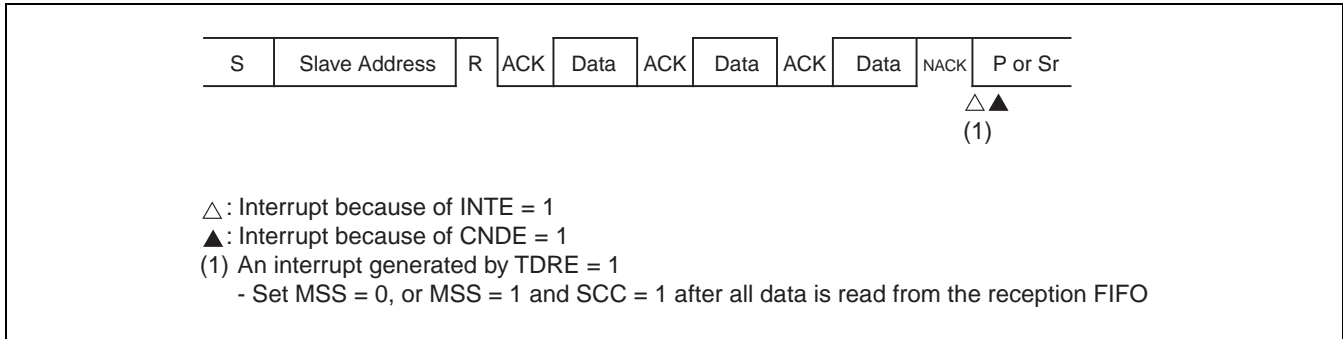 S Slave Address R ACK Data ACK Data ACK Data NACK P or Sr
△▲
(1)
△: Interrupt because of INTE = 1
▲: Interrupt because of CNDE = 1
(1) An interrupt generated by TDRE = 1
- Set MSS = 0, or MSS = 1 and SCC = 1 after all data is read from the reception FIFO